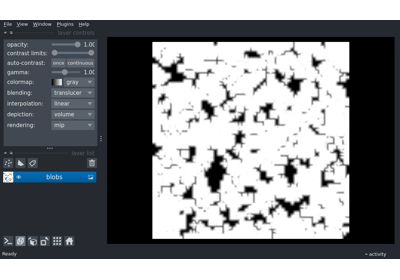 File View Window Plugins Help
layer controls
opacity: 1.00
contrast limits:
auto-contrast: once continuous
gamma: 1.00
colormap: gray
blending: translucer
interpolation: linear
depiction: volume
rendering: mip
layer list
blobs
Ready
activity